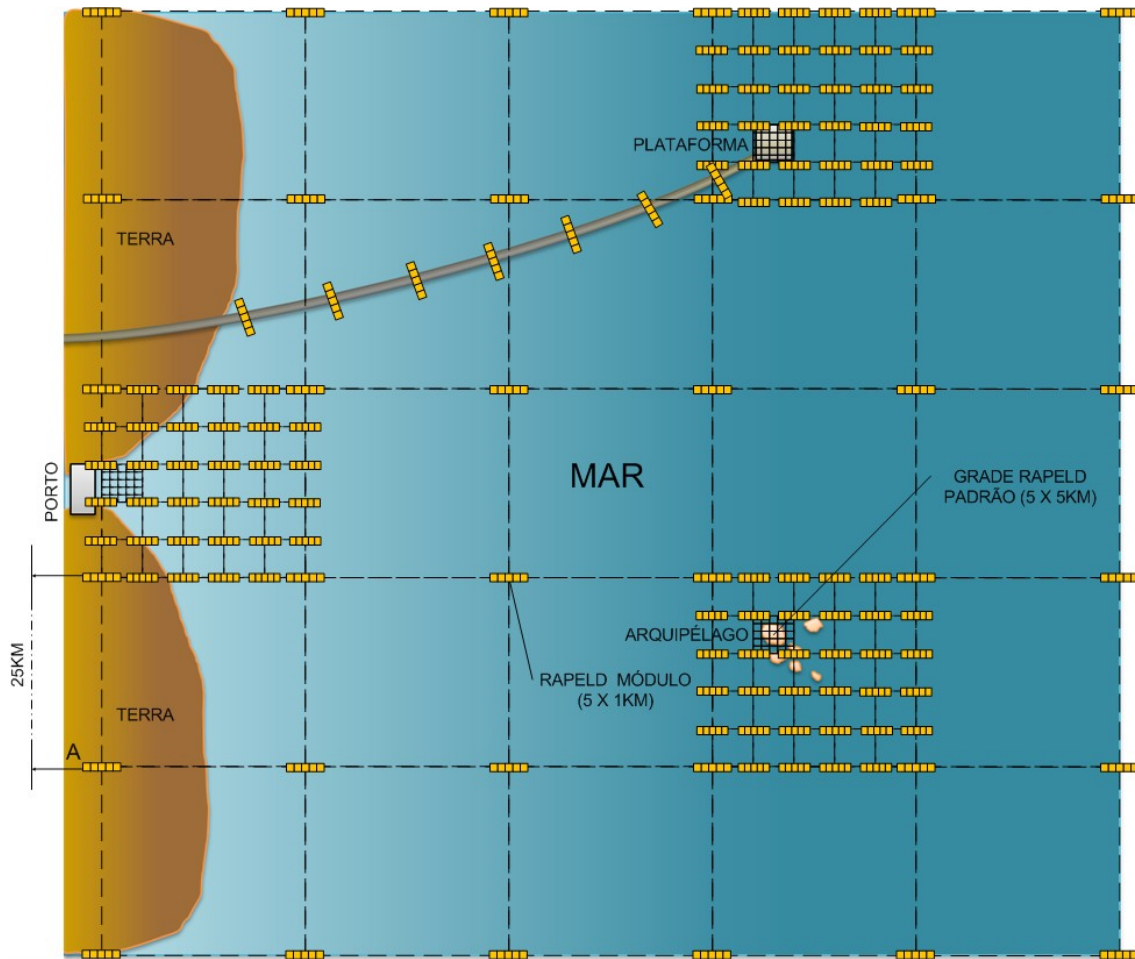 PLATAFORMA
TERRA
PORTO
MAR
GRADE RAPELD
PADRÃO (5 X 5KM)
ARQUIPÉLAGO
RAPELD MÓDULO
(5 X 1KM)
25KM
TERRA
A